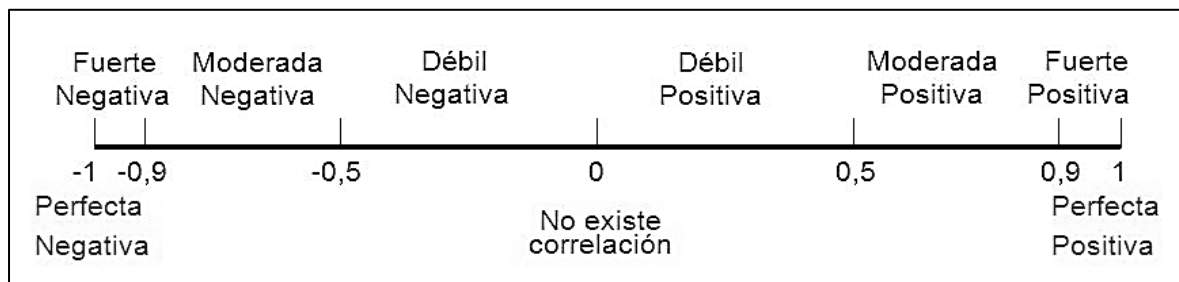 Fuerte Negativa
Moderada Negativa
Débil Negativa
Débil Positiva
Moderada Positiva
Fuerte Positiva
-1 -0,9 -0,5 0 0,5 0,9 1
Perfecta Negativa
No existe correlación
Perfecta Positiva